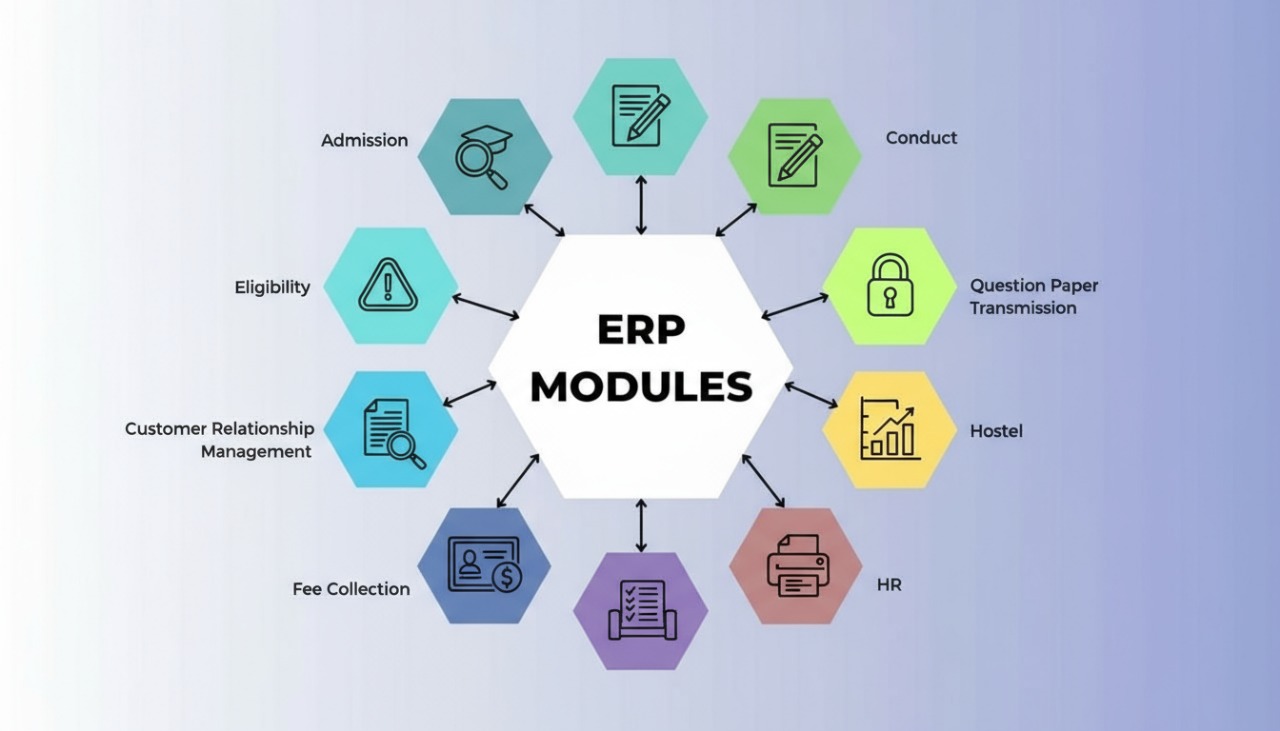 Admission
Conduct
Eligibility
Question Paper
Transmission
ERP
MODULES
Customer Relationship
Management
Hostel
Fee Collection
HR
$